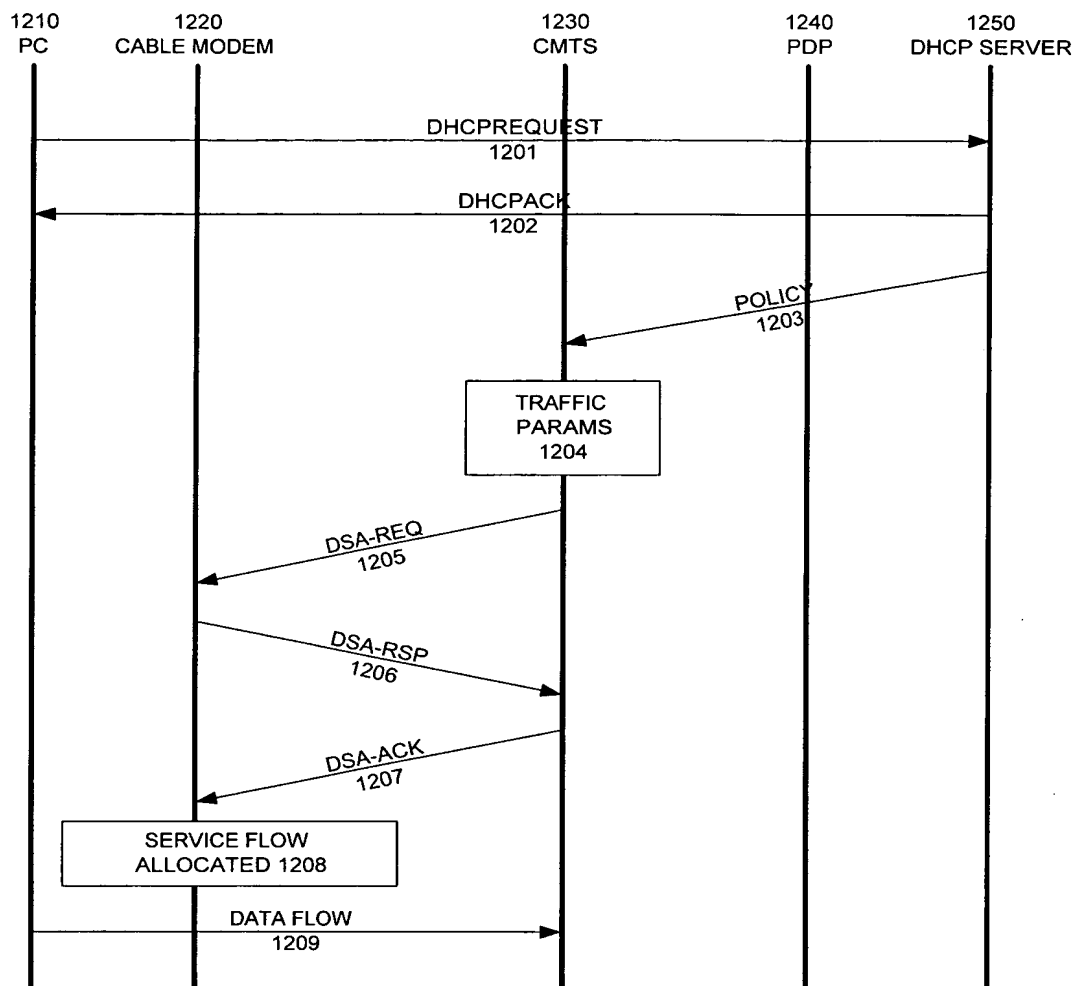 1210
PC
1220
CABLE MODEM
1230
CMTS
1240
PDP
1250
DHCP SERVER
DHCPREQUEST
1201
DHCPACK
1202
POLICY
1203
TRAFFIC
PARAMS
1204
DSA-REQ
1205
DSA-RSP
1206
DSA-ACK
1207
SERVICE FLOW
ALLOCATED 1208
DATA FLOW
1209